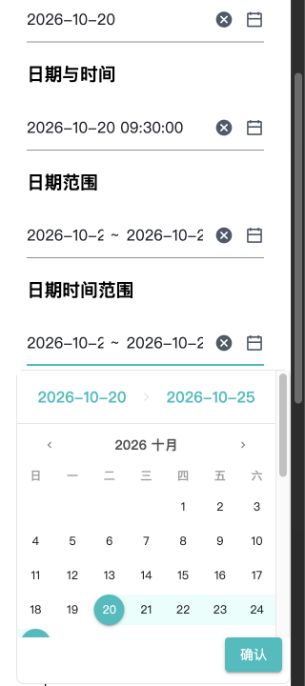 2026-10-20
日期与时间
2026-10-20 09:30:00
日期范围
2026-10-2 ~ 2026-10-2
日期时间范围
2026-10-2 ~ 2026-10-2
2026-10-20 > 2026-10-25
< 2026 十月 >
日 一 二 三 四 五 六
1 2 3
4 5 6 7 8 9 10
11 12 13 14 15 16 17
18 19 20 21 22 23 24
确认